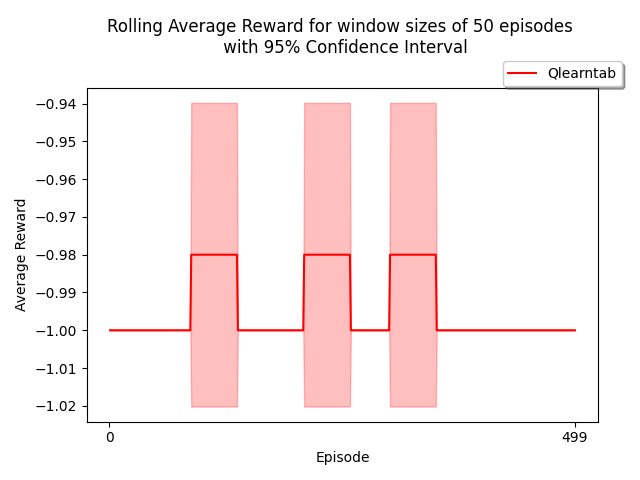 Rolling Average Reward for window sizes of 50 episodes
with 95% Confidence Interval
Qlearntab
−0.94
−0.95
−0.96
−0.97
−0.98
−0.99
−1.00
−1.01
−1.02
Average Reward
0
499
Episode